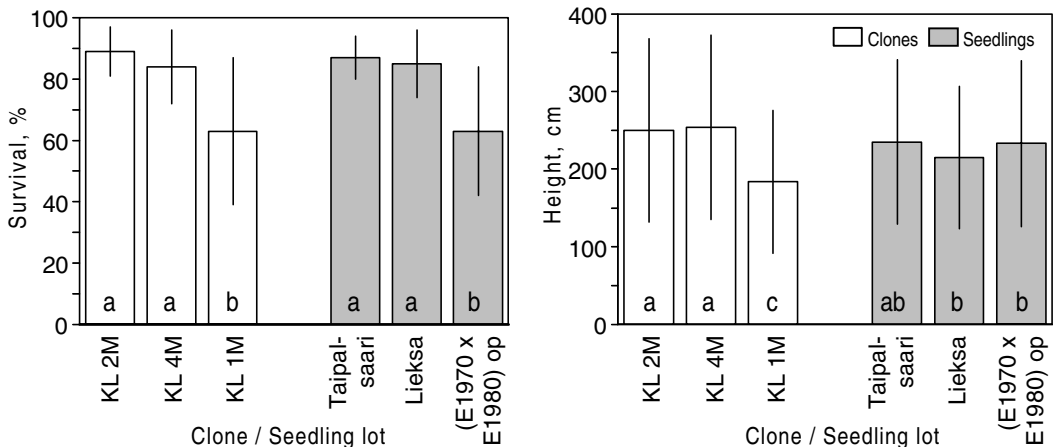 100
80
60
40
20
0
Survival, %
a a b a a b
KL 2M
KL 4M
KL 1M
Taipal-
saari
Lieksa
(E1970 x
E1980) op
Clone / Seedling lot
400
300
200
100
0
Height, cm
Clones Seedlings
a a c ab b b
KL 2M
KL 4M
KL 1M
Taipal-
saari
Lieksa
(E1970 x
E1980) op
Clone / Seedling lot